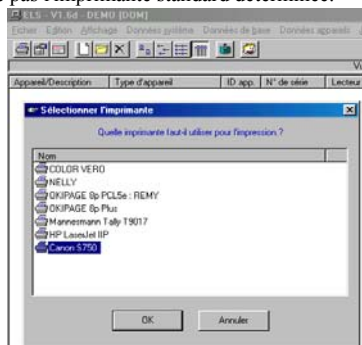 pas l'imprimante standard déterminée.
ELS - V1.6d - DEMO [DOM]
Fichier Edition Affichage Données système Données de base Données appareils
Appareil/Description Type d'appareil ID app. N° de série Lecteur
Sélectionner l'imprimante
Quelle imprimante faut-il utiliser pour l'impression ?
Nom
COLOR VERO
NELLY
OKIPAGE 8p PCL5e : REMY
OKIPAGE 8p Plus
Mannesmann Tally T9017
HP LaserJet IIP
Canon S750
OK Annuler